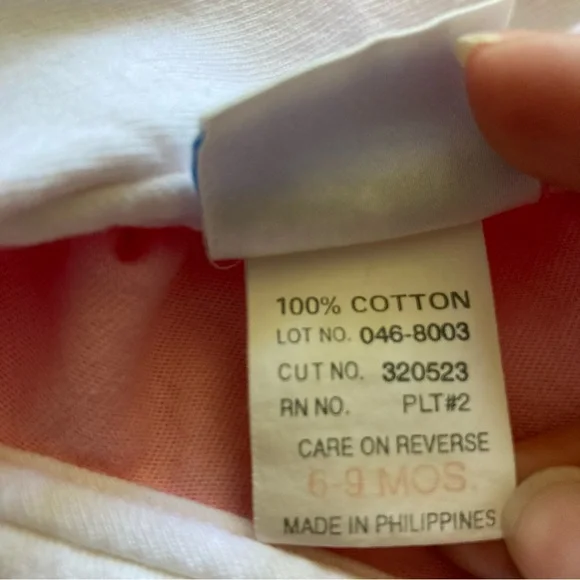 100% COTTON
LOT NO. 046-8003
CUT NO. 320523
RN NO. PLT#2
CARE ON REVERSE
6-9 MOS
MADE IN PHILIPPINES